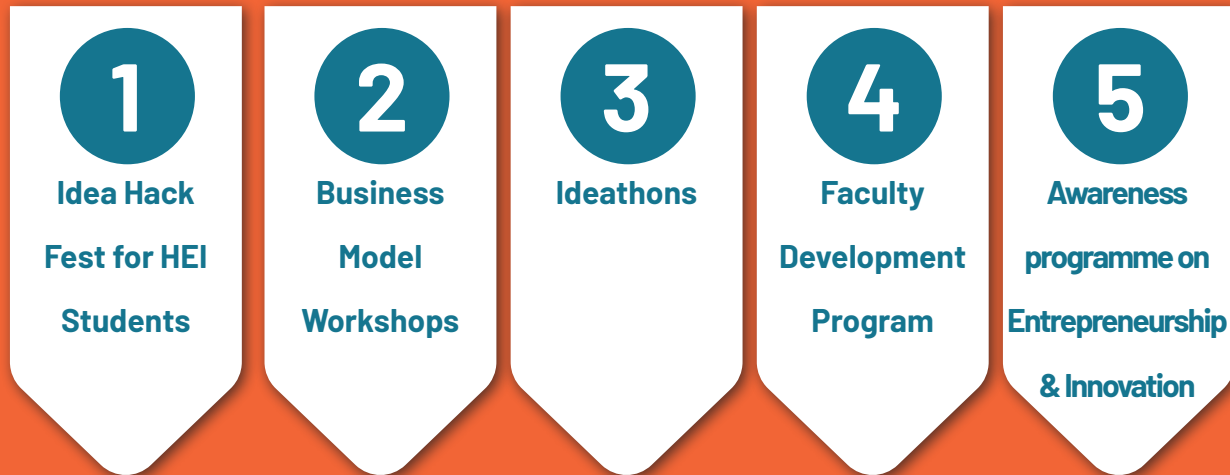 1
Idea Hack
Fest for HEI
Students
2
Business
Model
Workshops
3
Ideathons
4
Faculty
Development
Program
5
Awareness
programme on
Entrepreneurship
& Innovation